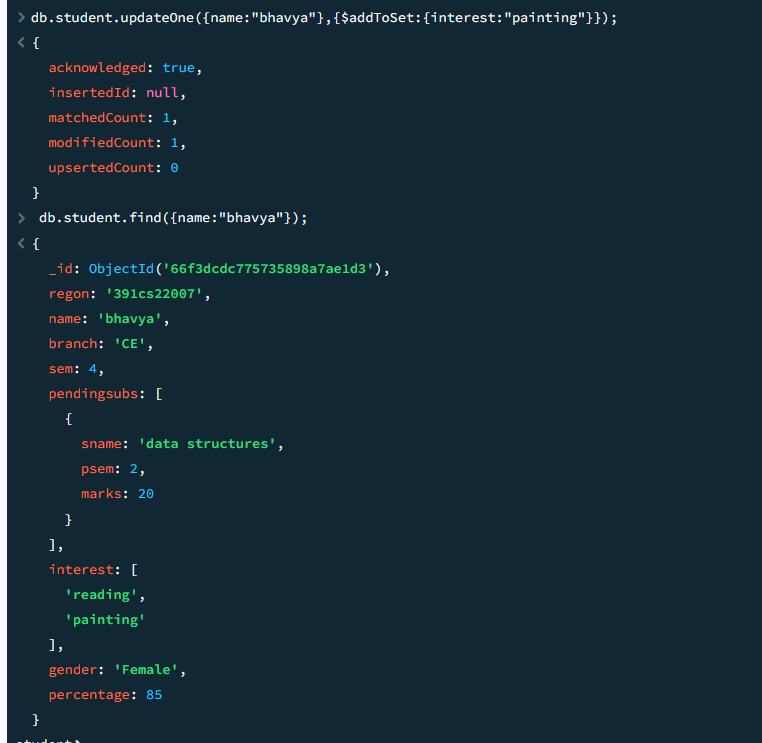 > db.student.updateOne({name:"bhavya"},{$addToSet:{interest:"painting"}});
< {
acknowledged: true,
insertedId: null,
matchedCount: 1,
modifiedCount: 1,
upsertedCount: 0
}
> db.student.find({name:"bhavya"});
< {
_id: ObjectId('66f3dcdc775735898a7ae1d3'),
regon: '391cs22007',
name: 'bhavya',
branch: 'CE',
sem: 4,
pendingsubs: [
{
sname: 'data structures',
psem: 2,
marks: 20
}
],
interest: [
'reading',
'painting'
],
gender: 'Female',
percentage: 85
}